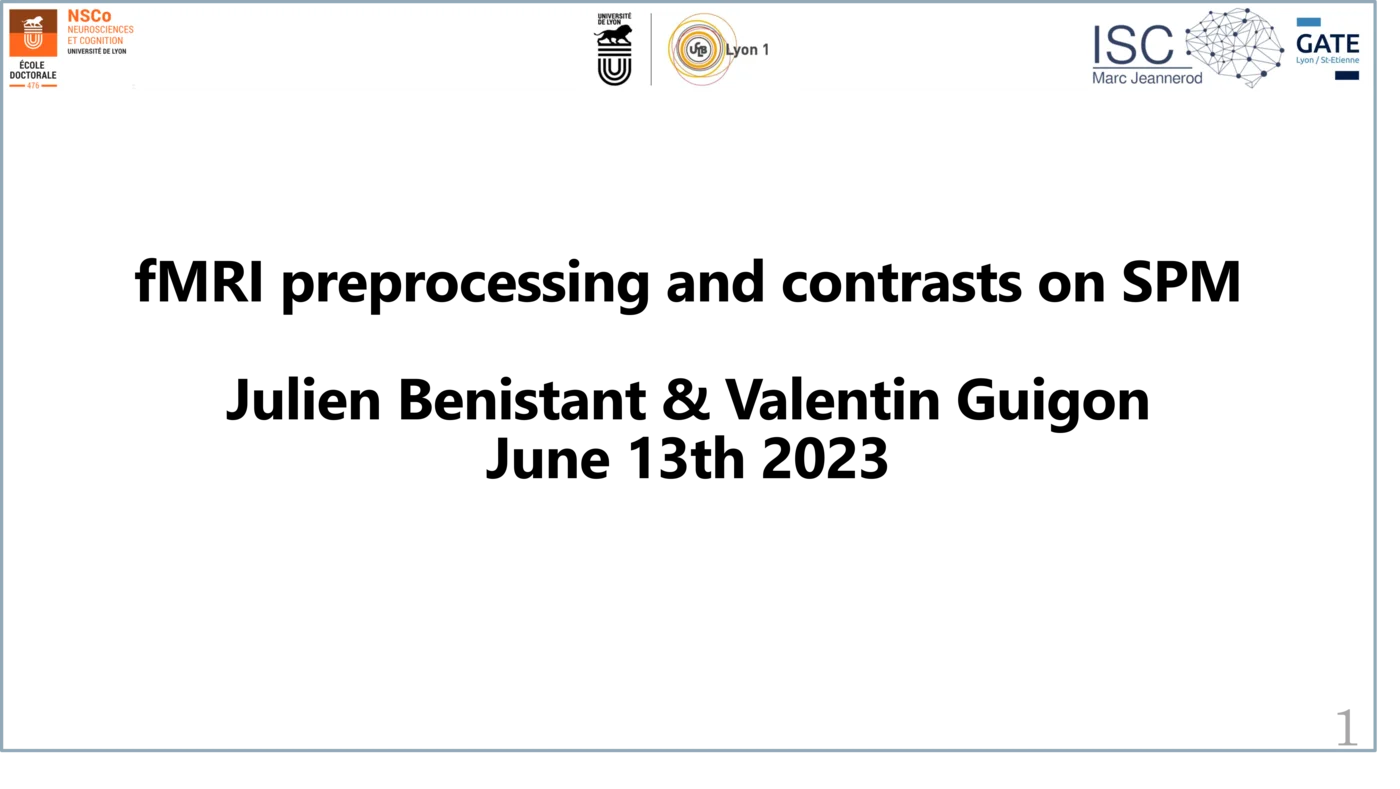 NSCo
NEUROSCIENCES
ET COGNITION
UNIVERSITÉ DE LYON
ÉCOLE
DOCTORALE
476
UNIVERSITÉ
DE LYON
UCB
Lyon 1
ISC
Marc Jeannerod
GATE
Lyon / St-Etienne
fMRI preprocessing and contrasts on SPM
Julien Benistant & Valentin Guigon
June 13th 2023
1